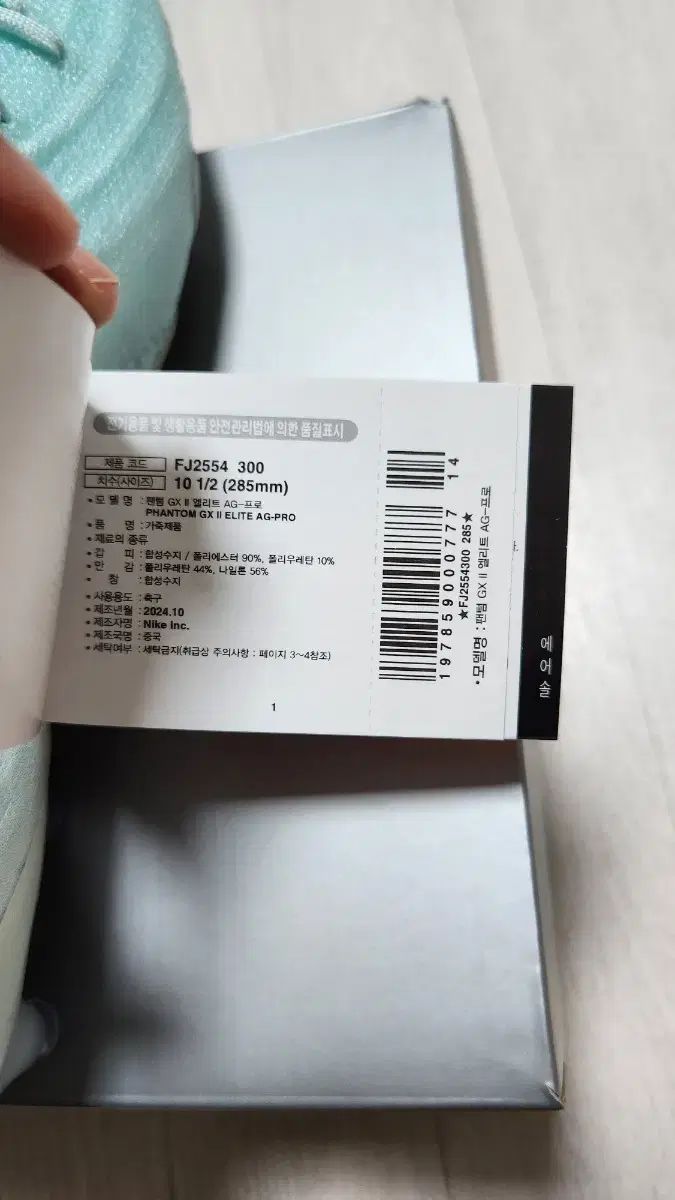 전기용품 및 생활용품 안전관리법에 의한 품질표시
제품 코드 FJ2554 300
치수(사이즈) 10 1/2 (285mm)
• 모 델 명 : 팬텀 GX II 엘리트 AG-프로
PHANTOM GX II ELITE AG-PRO
• 품 명 : 가죽제품
• 재료의 종류
• 갑 피 : 합성수지 / 폴리에스터 90%, 폴리우레탄 10%
• 안 감 : 폴리우레탄 44%, 나일론 56%
• 창 : 합성수지
• 사용용도 : 축구
• 제조년월 : 2024.10
• 제조자명 : Nike Inc.
• 제조국명 : 중국
• 세탁여부 : 세탁금지(취급상 주의사항 : 페이지 3~4참조)
1
14
1978590000777
★FJ2554300 285★
• 모델명 : 팬텀 GX II 엘리트 AG-프로
에어솔